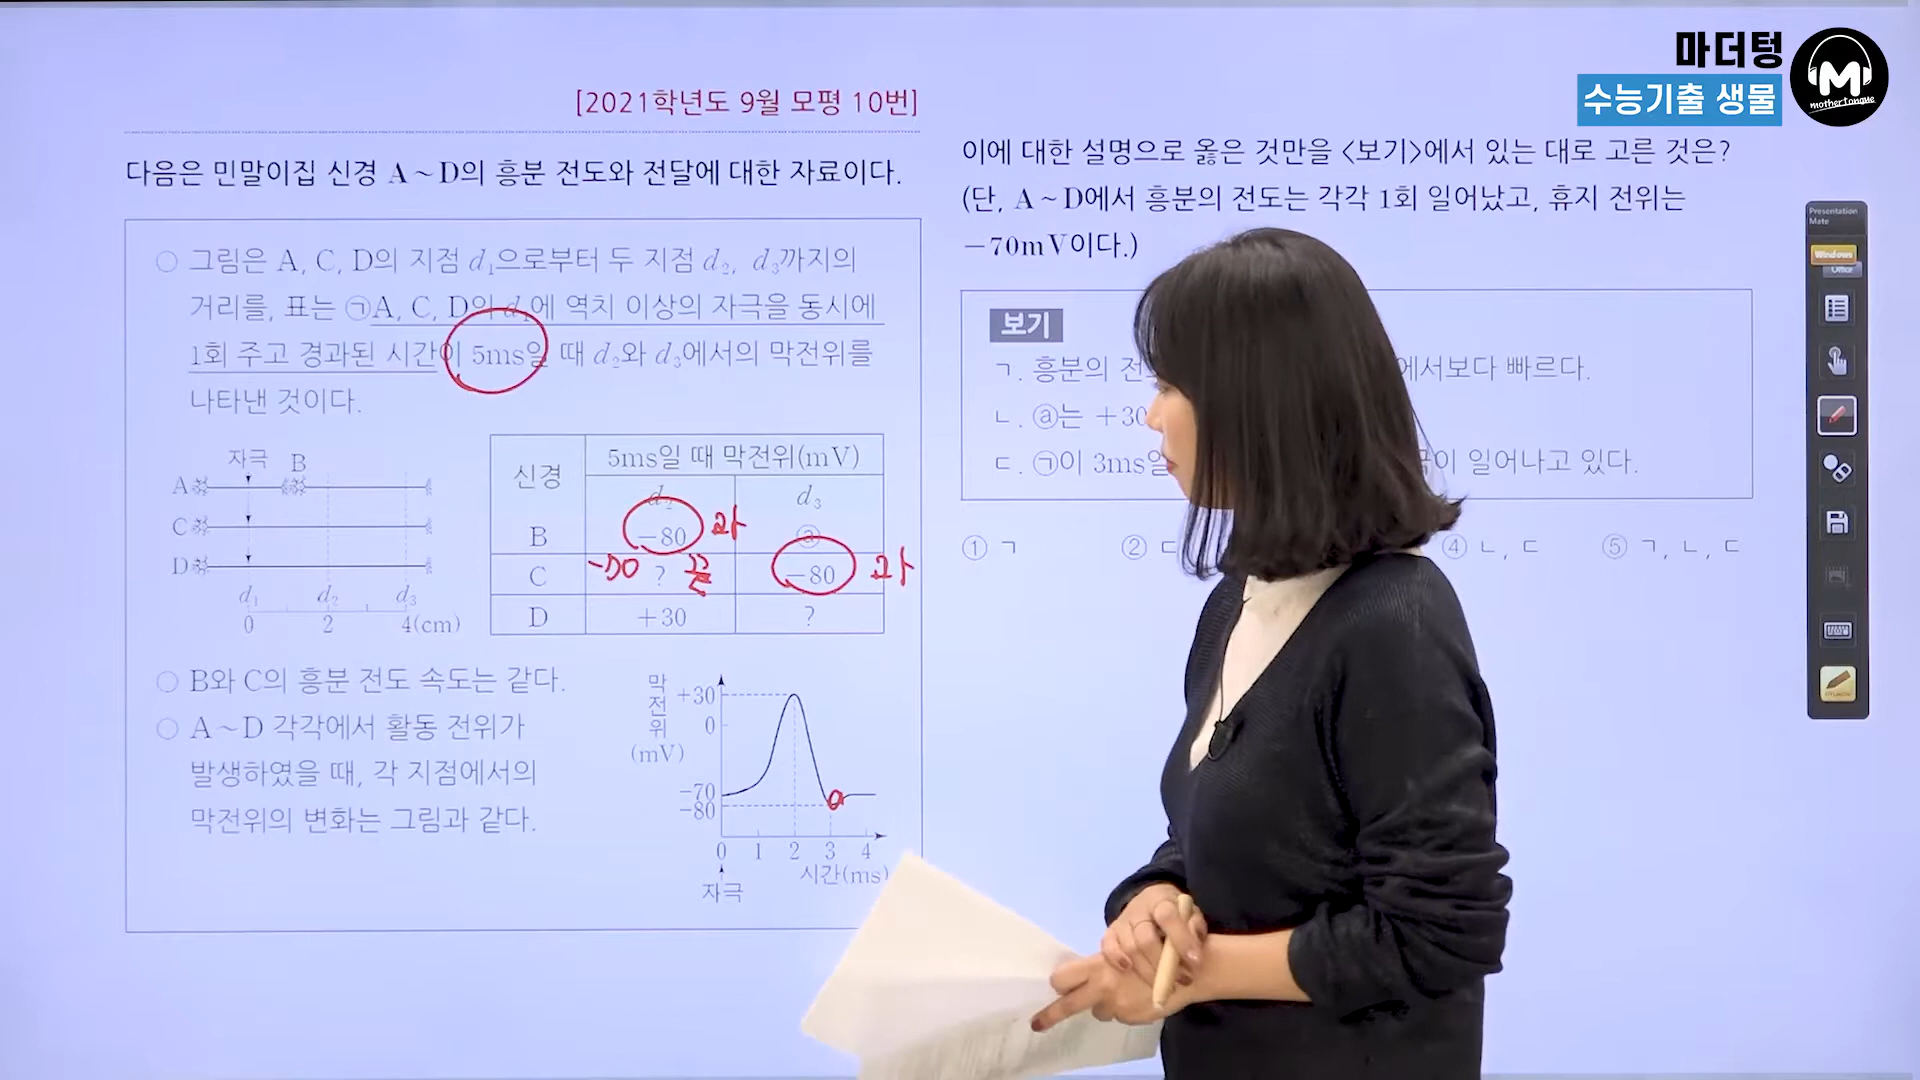 마더텅
수능기출 생물
M
mothertongue
[2021학년도 9월 모평 10번]
다음은 민말이집 신경 A~D의 흥분 전도와 전달에 대한 자료이다.
○ 그림은 A, C, D의 지점 d₁으로부터 두 지점 d₂, d₃까지의
거리를, 표는 ㉠A, C, D의 d₁에 역치 이상의 자극을 동시에
1회 주고 경과된 시간이 5ms일 때 d₂와 d₃에서의 막전위를
나타낸 것이다.
자극 B
A
C
D
d₁ d₂ d₃
0 2 4(cm)
신경 5ms일 때 막전위(mV)
d₂ d₃
B -80 과 ⓐ
C -70 ? 끝 -80 과
D +30 ?
○ B와 C의 흥분 전도 속도는 같다.
○ A~D 각각에서 활동 전위가
발생하였을 때, 각 지점에서의
막전위의 변화는 그림과 같다.
막전위(mV)
+30
0
-70
-80
0 1 2 3 4
시간(ms)
자극
이에 대한 설명으로 옳은 것만을 <보기>에서 있는 대로 고른 것은?
(단, A~D에서 흥분의 전도는 각각 1회 일어났고, 휴지 전위는
-70mV이다.)
보기
ㄱ. 흥분의 에서보다 빠르다.
ㄴ. ⓐ는 +30
ㄷ. ㉠이 3ms일 이 일어나고 있다.
① ㄱ ② ㄷ ④ ㄴ, ㄷ ⑤ ㄱ, ㄴ, ㄷ
Presentation
Mate
Windows
Office